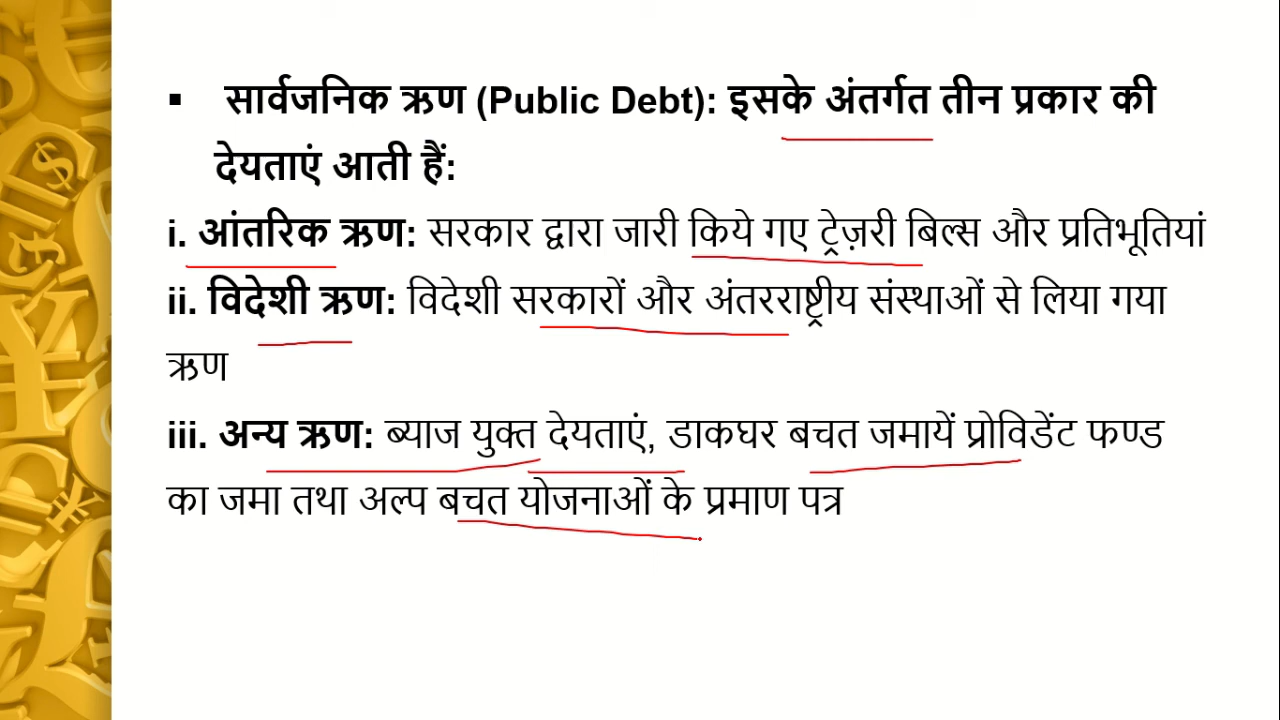 ▪ सार्वजनिक ऋण (Public Debt): इसके अंतर्गत तीन प्रकार की
देयताएं आती हैं:
i. आंतरिक ऋण: सरकार द्वारा जारी किये गए ट्रेज़री बिल्स और प्रतिभूतियां
ii. विदेशी ऋण: विदेशी सरकारों और अंतरराष्ट्रीय संस्थाओं से लिया गया
ऋण
iii. अन्य ऋण: ब्याज युक्त देयताएं, डाकघर बचत जमायें प्रोविडेंट फण्ड
का जमा तथा अल्प बचत योजनाओं के प्रमाण पत्र